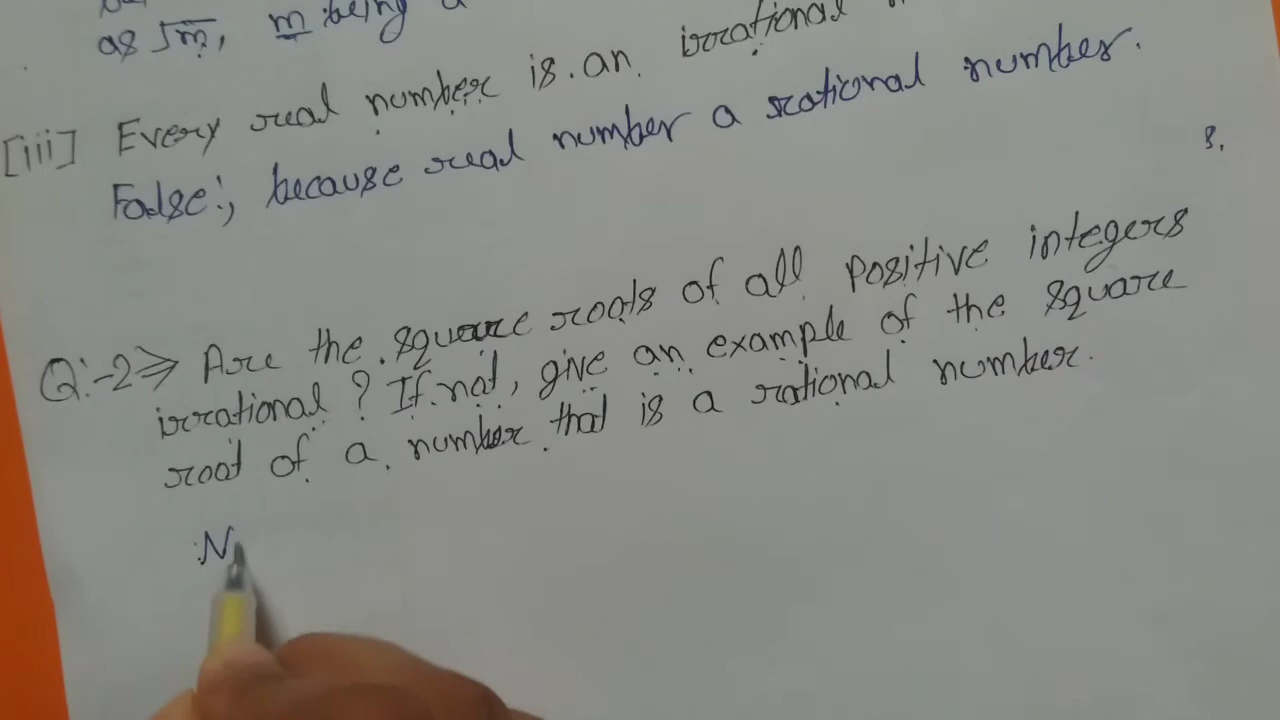 as √m, m being a
[iii] Every real number is an irrational
False', because real number a rational number.
Q:-2⇒ Are the square roots of all positive integers
irrational? If not, give an example of the square
root of a number that is a rational number.
N